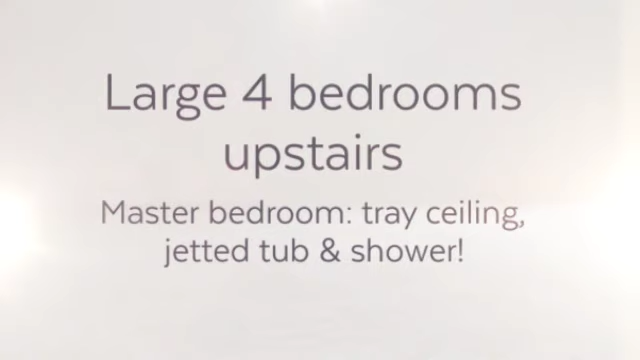 Large 4 bedrooms
upstairs
Master bedroom: tray ceiling,
jetted tub & shower!